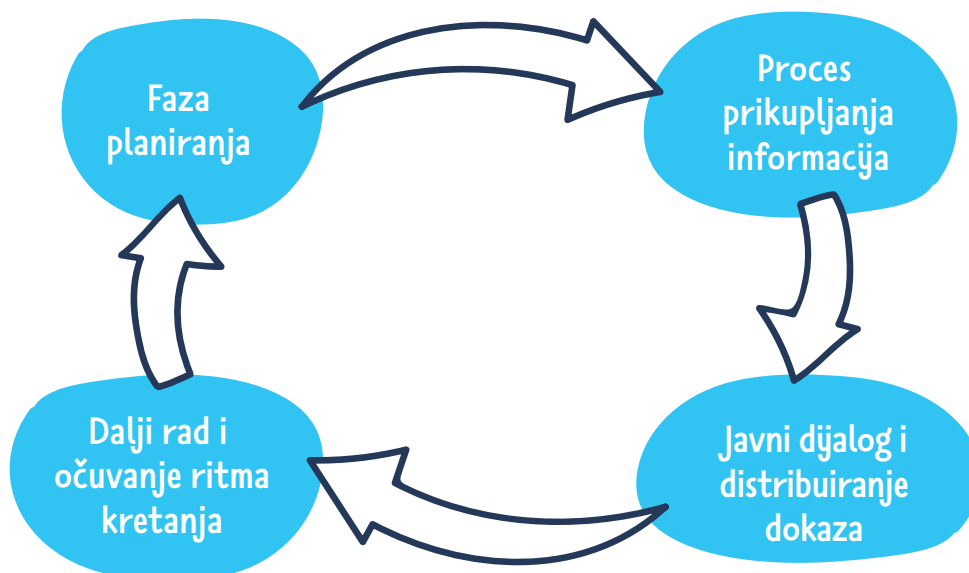 Faza
planiranja
Proces
prikupljanja
informacija
Javni dijalog i
distribuiranje
dokaza
Dalji rad i
očuvanje ritma
kretanja